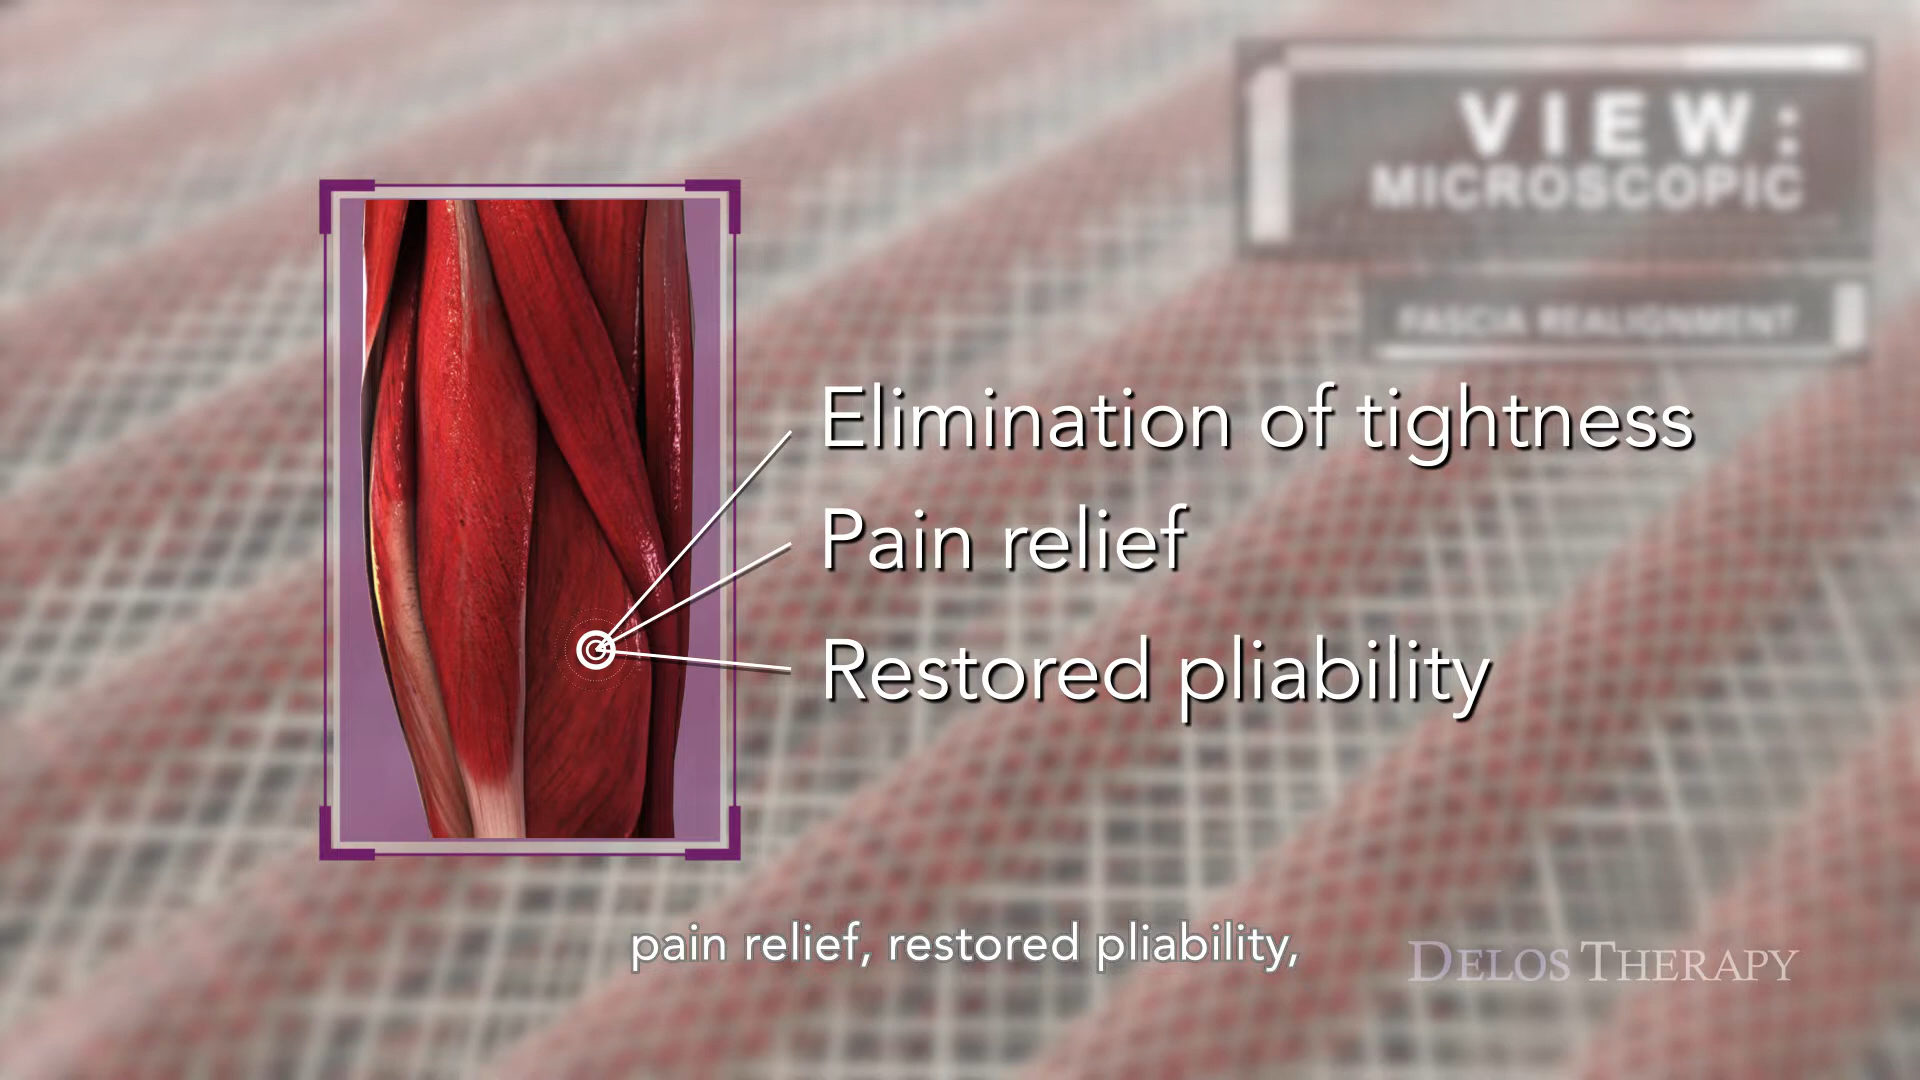 VIEW:
MICROSCOPIC
FASCIA REALIGNMENT
Elimination of tightness
Pain relief
Restored pliability
pain relief, restored pliability,
DELOS THERAPY